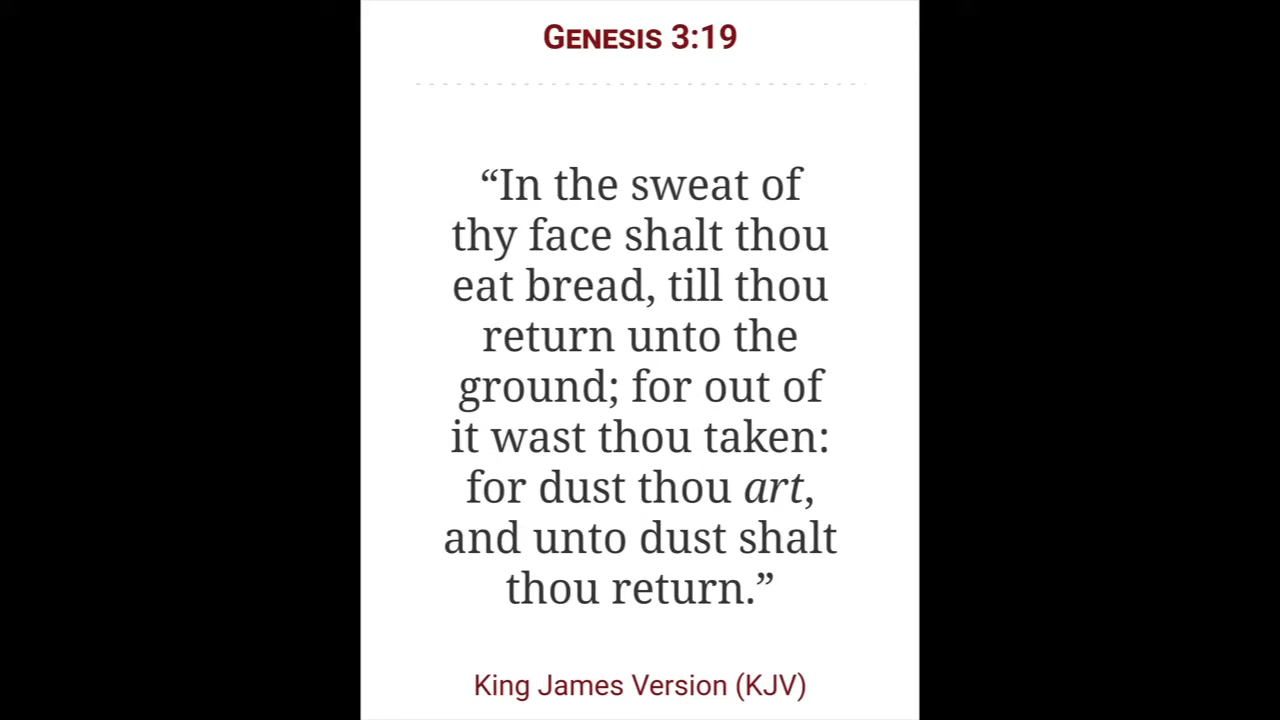 GENESIS 3:19
“In the sweat of
thy face shalt thou
eat bread, till thou
return unto the
ground; for out of
it wast thou taken:
for dust thou art,
and unto dust shalt
thou return.”
King James Version (KJV)